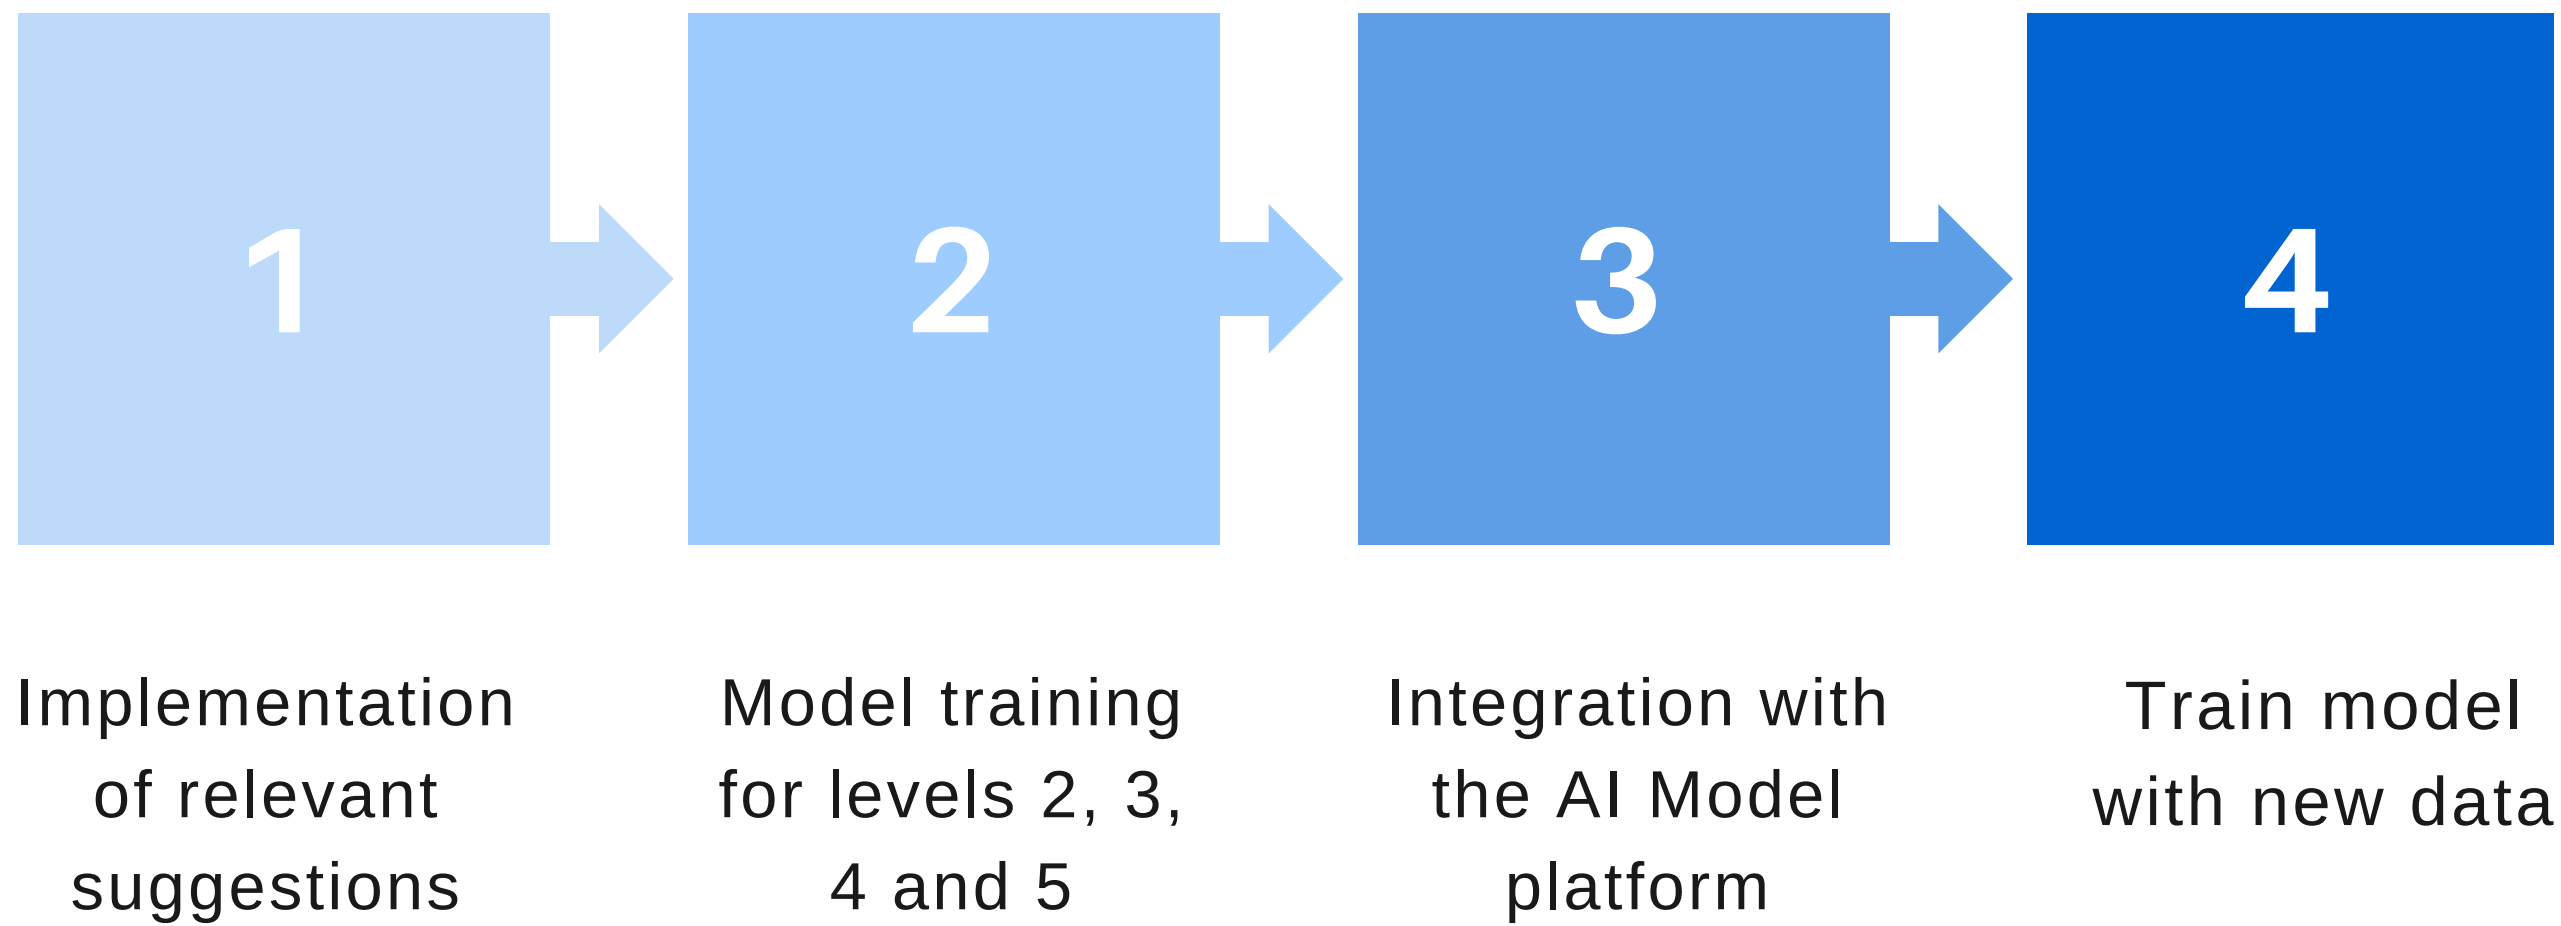 1
2
3
4
Implementation
of relevant
suggestions
Model training
for levels 2, 3,
4 and 5
Integration with
the AI Model
platform
Train model
with new data